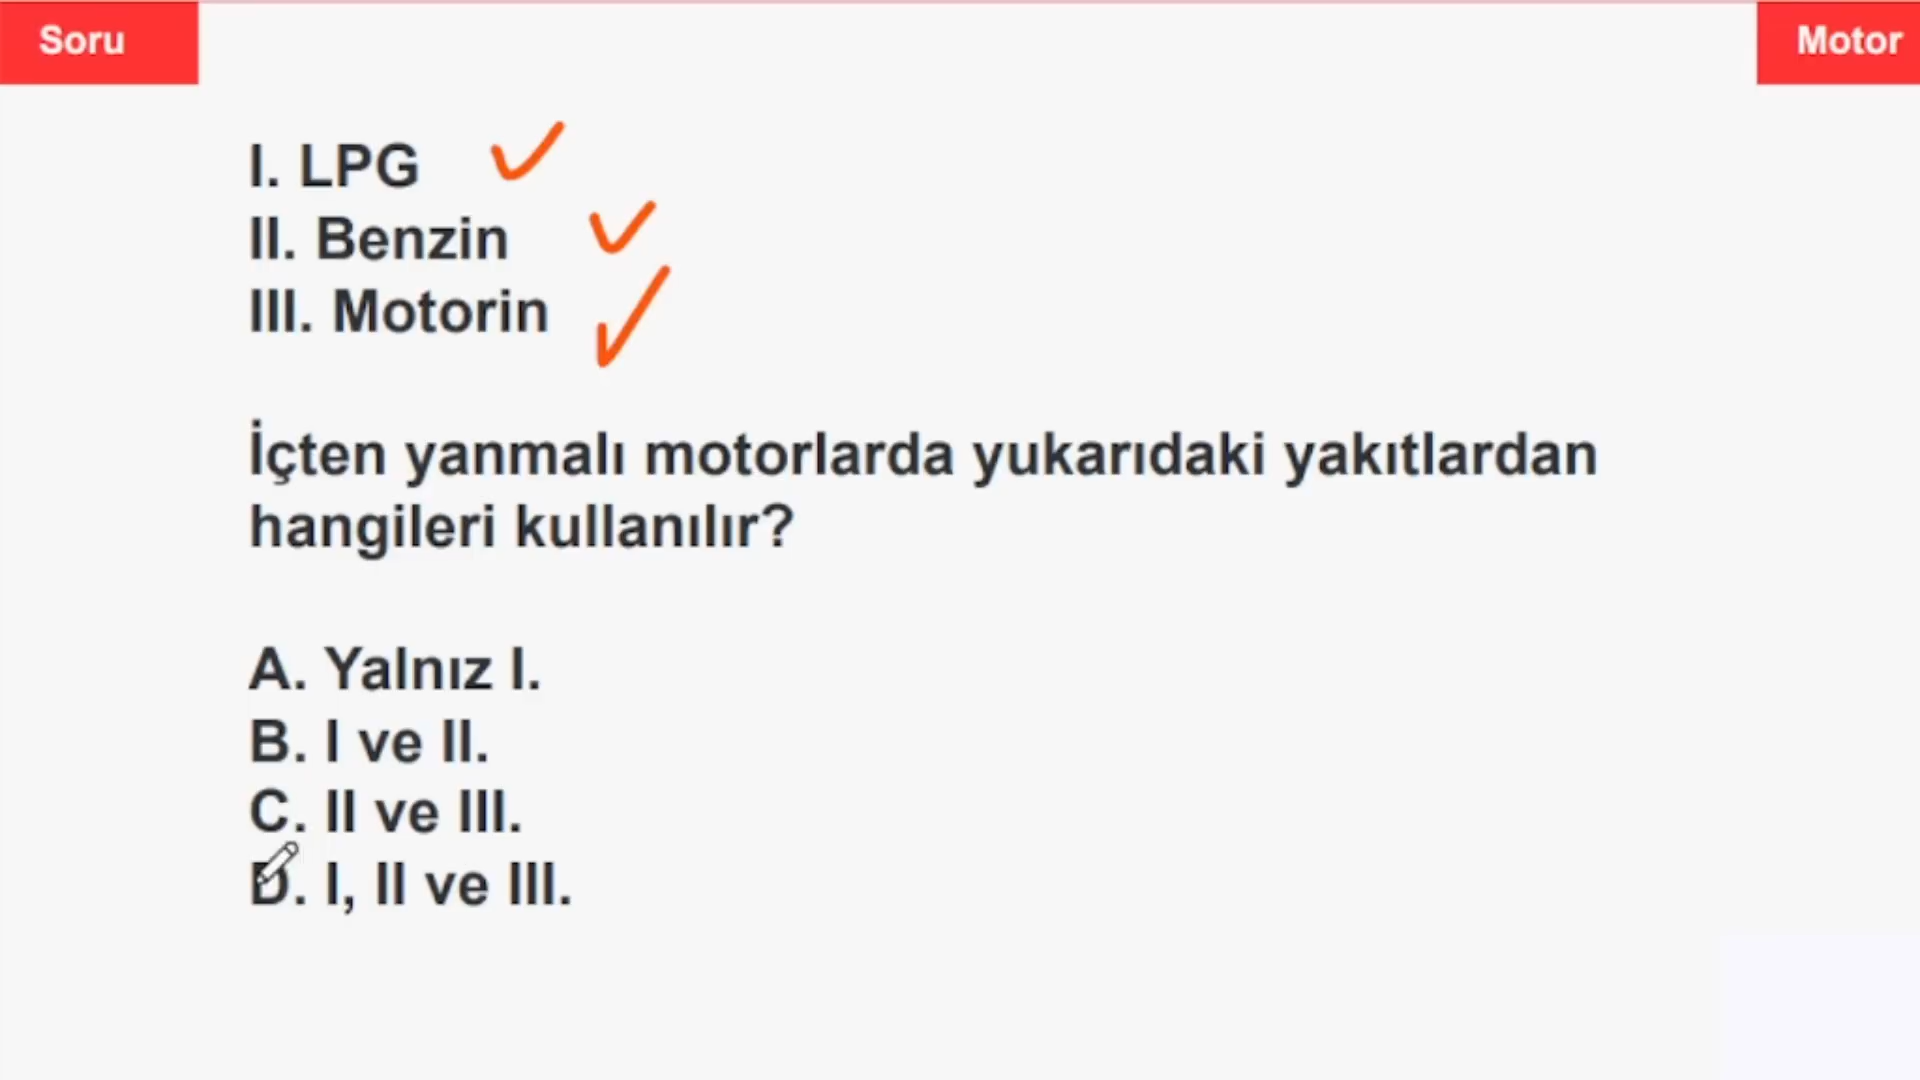 Soru
Motor
I. LPG
II. Benzin
III. Motorin
İçten yanmalı motorlarda yukarıdaki yakıtlardan
hangileri kullanılır?
A. Yalnız I.
B. I ve II.
C. II ve III.
D. I, II ve III.